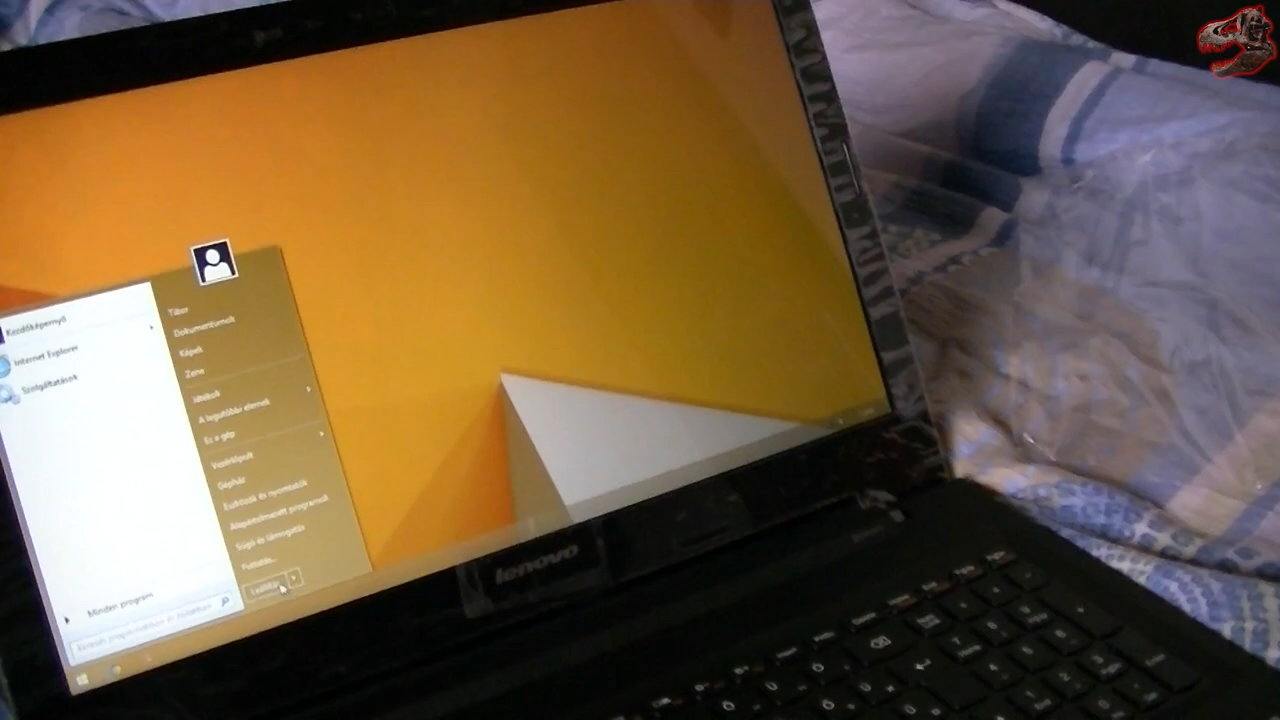 Kezdőképernyő
Internet Explorer
Szolgáltatások
Minden program
Tibor
Dokumentumok
Képek
Zene
Játékok
A legutóbbi elemek
Ez a gép
Vezérlőpult
Gépház
Eszközök és nyomtatók
Alapértelmezett programok
Súgó és támogatás
Futtatás...
Leállítás
lenovo